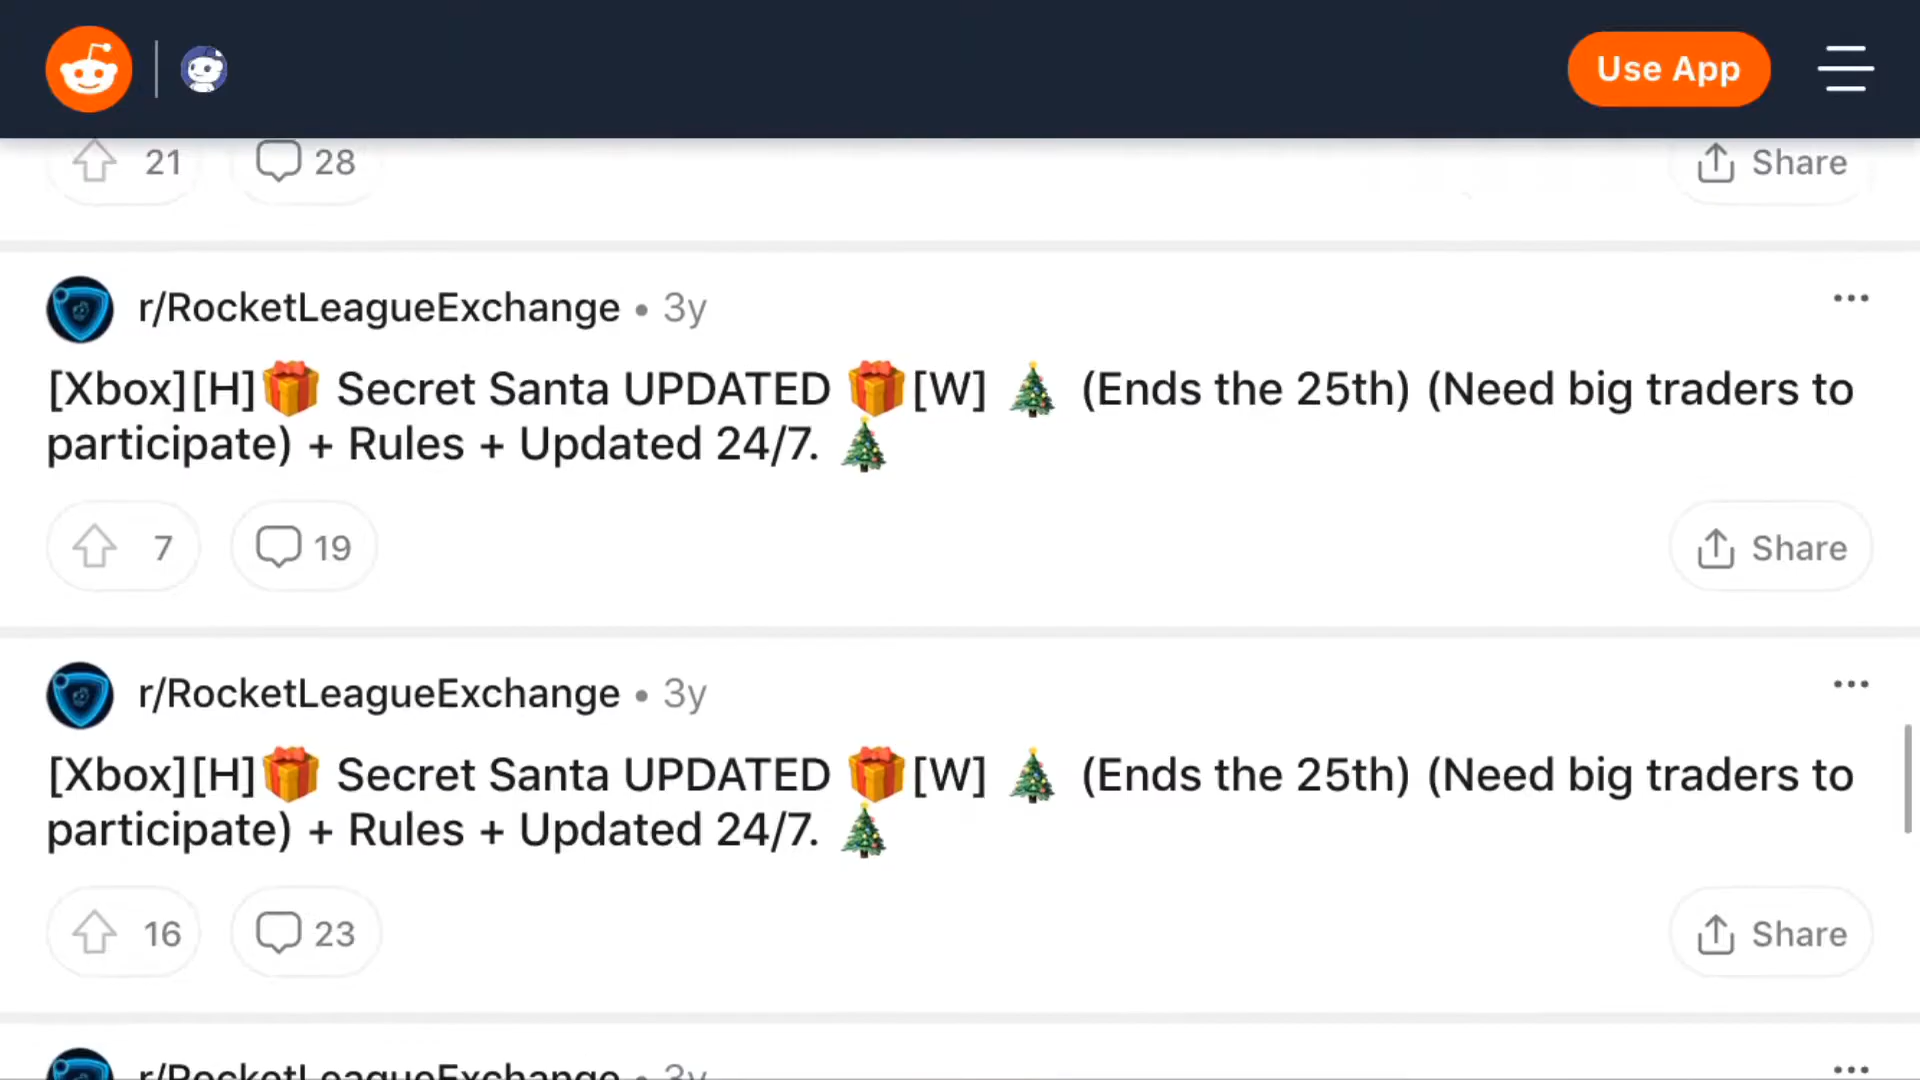 Use App
21 28 Share
r/RocketLeagueExchange • 3y
[Xbox][H]🎁 Secret Santa UPDATED 🎁[W] 🎄 (Ends the 25th) (Need big traders to
participate) + Rules + Updated 24/7. 🎄
7 19 Share
r/RocketLeagueExchange • 3y
[Xbox][H]🎁 Secret Santa UPDATED 🎁[W] 🎄 (Ends the 25th) (Need big traders to
participate) + Rules + Updated 24/7. 🎄
16 23 Share
r/RocketLeagueExchange • 3y